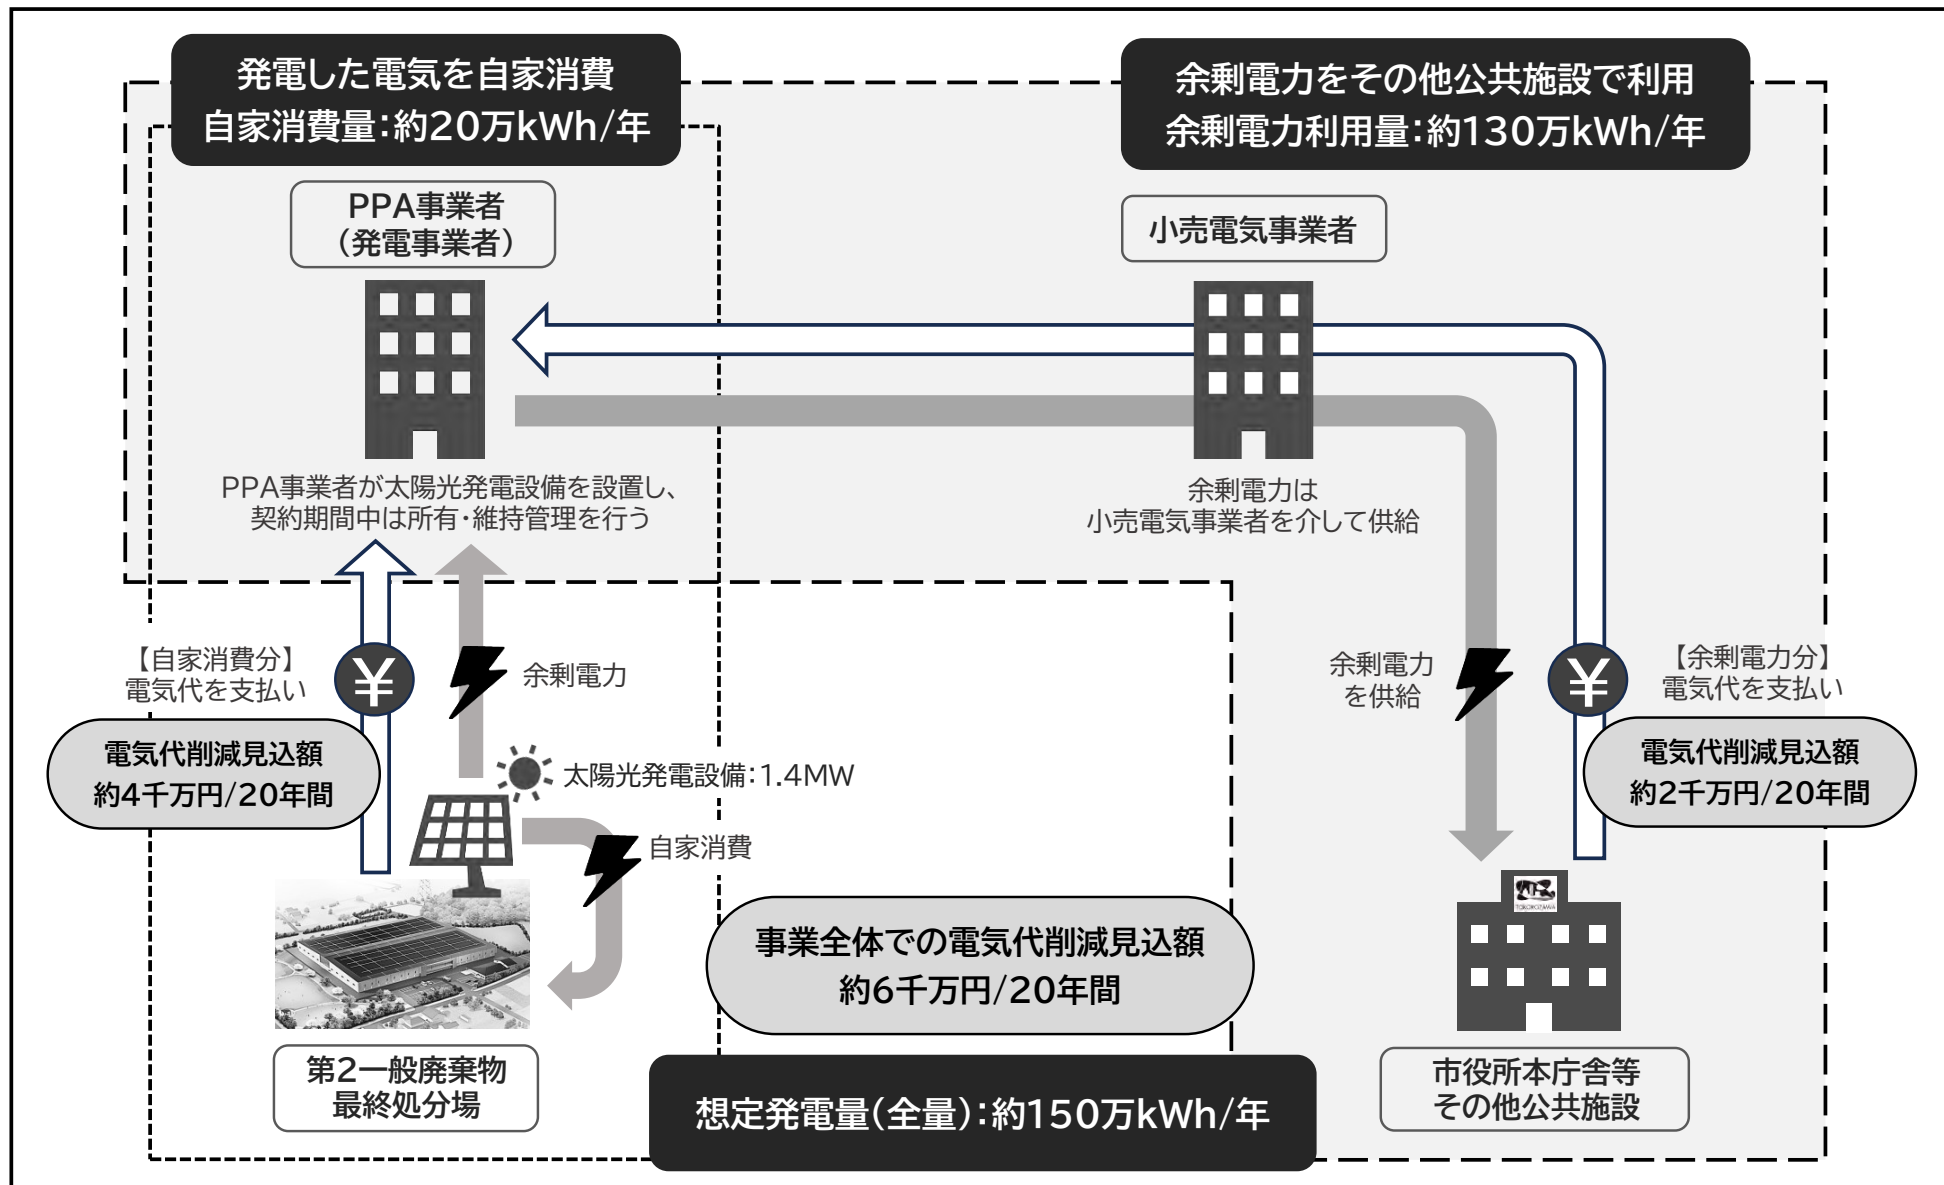 発電した電気を自家消費
自家消費量：約20万kWh/年
余剰電力をその他公共施設で利用
余剰電力利用量：約130万kWh/年
PPA事業者
（発電事業者）
小売電気事業者
PPA事業者が太陽光発電設備を設置し、
契約期間中は所有・維持管理を行う
余剰電力は
小売電気事業者を介して供給
【自家消費分】
電気代を支払い
¥
余剰電力
電気代削減見込額
約4千万円/20年間
太陽光発電設備：1.4MW
自家消費
余剰電力
を供給
¥
【余剰電力分】
電気代を支払い
電気代削減見込額
約2千万円/20年間
事業全体での電気代削減見込額
約6千万円/20年間
TOKOROZAWA
第2一般廃棄物
最終処分場
想定発電量（全量）：約150万kWh/年
市役所本庁舎等
その他公共施設